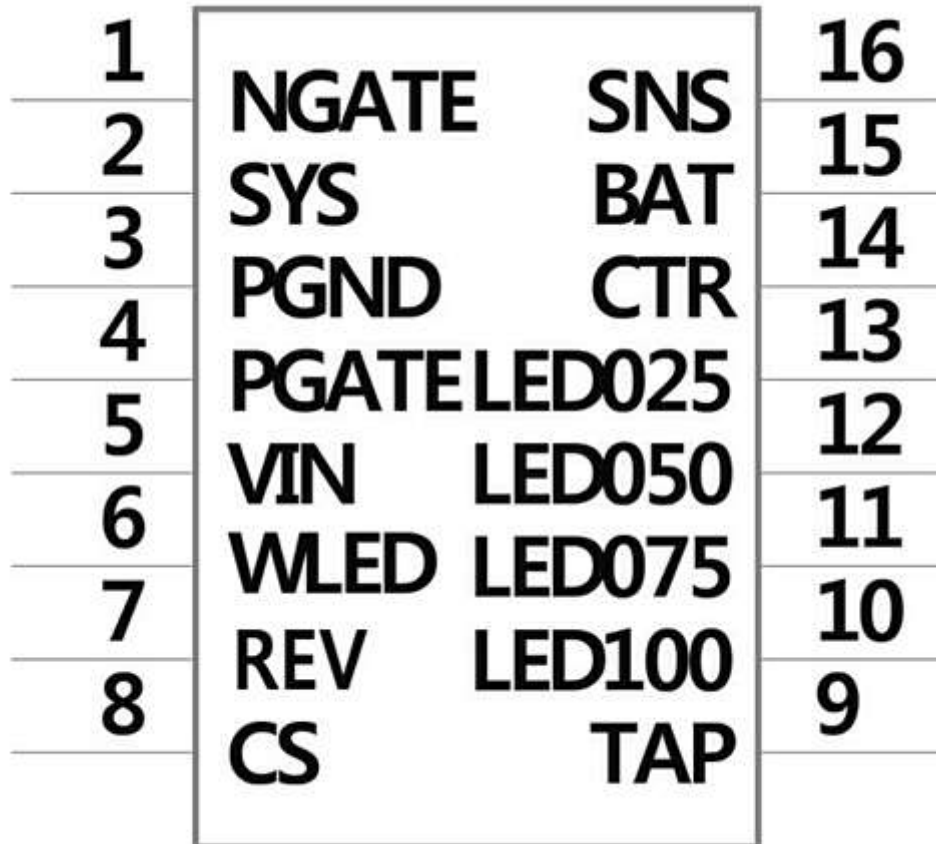 1 NGATE SNS 16
2 SYS BAT 15
3 PGND CTR 14
4 PGATE LED025 13
5 VIN LED050 12
6 WLED LED075 11
7 REV LED100 10
8 CS TAP 9